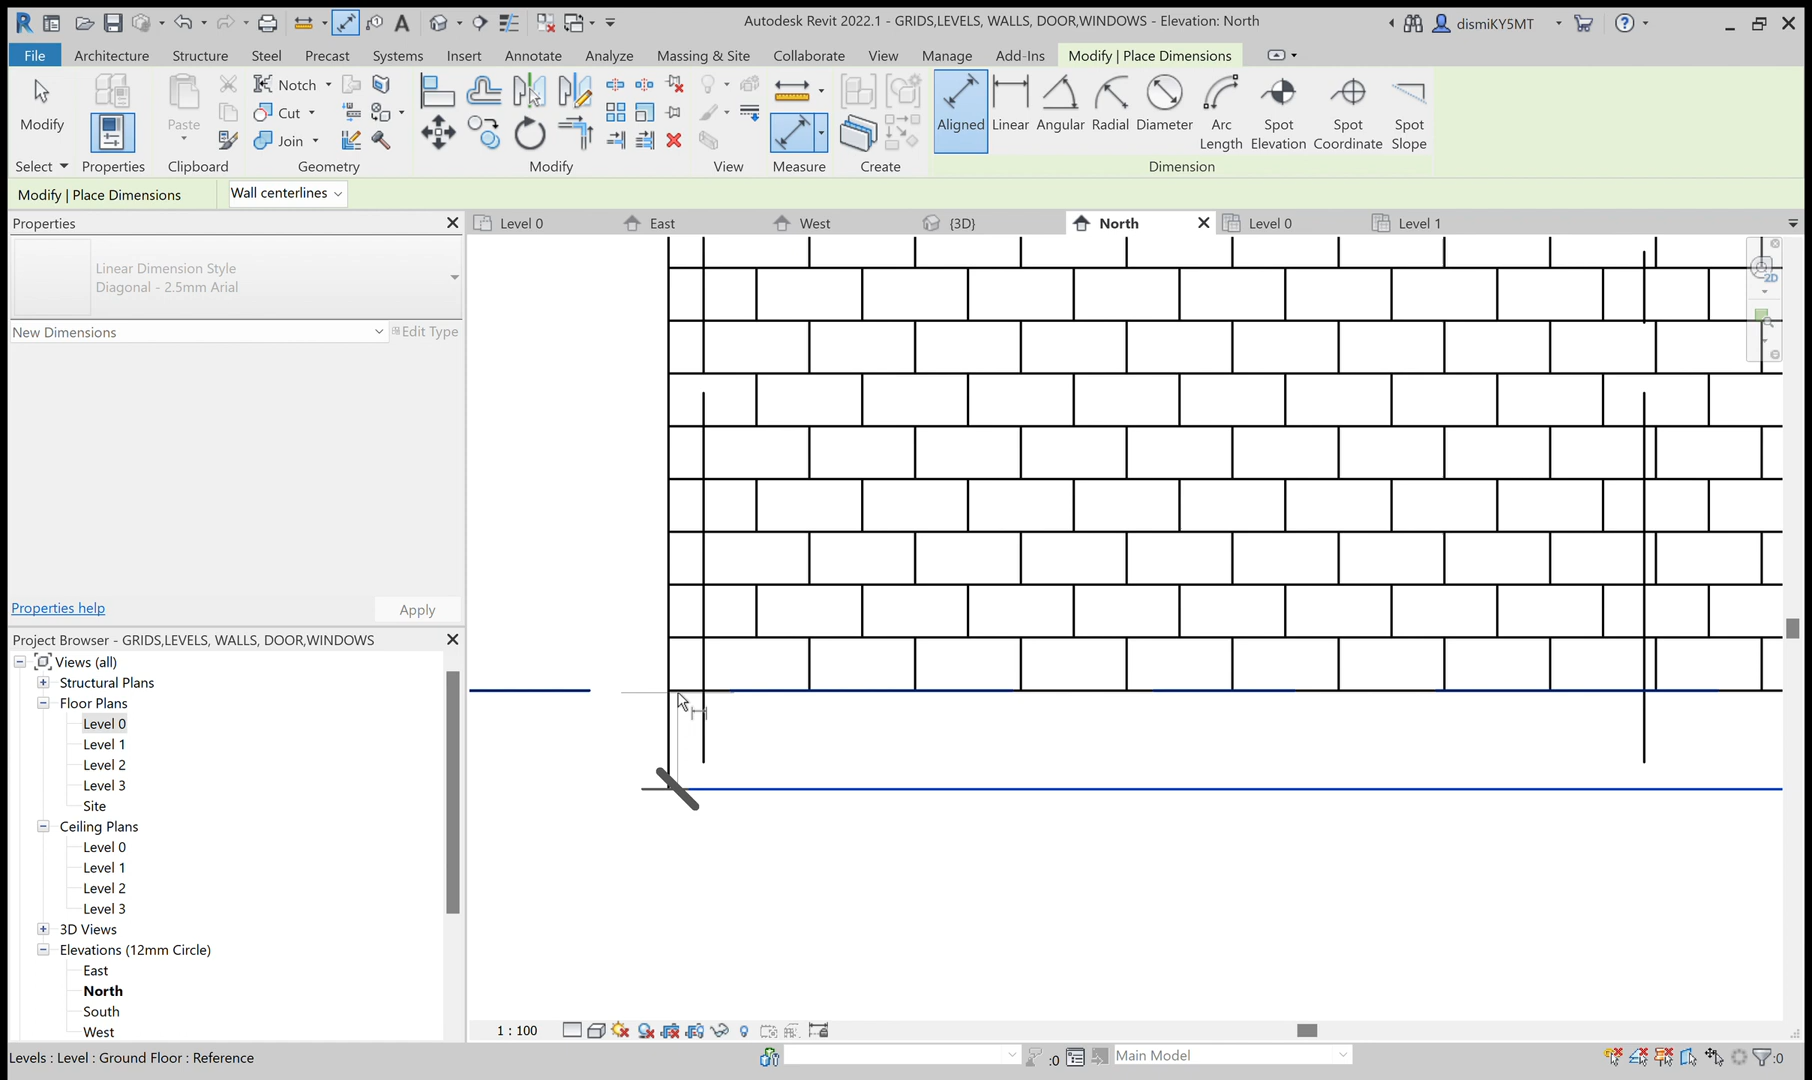 Autodesk Revit 2022.1 - GRIDS,LEVELS, WALLS, DOOR,WINDOWS - Elevation: North
dismiKY5MT
File Architecture Structure Steel Precast Systems Insert Annotate Analyze Massing & Site Collaborate View Manage Add-Ins Modify | Place Dimensions
Modify
Paste
Notch
Cut
Join
Aligned Linear Angular Radial Diameter Arc Length Spot Elevation Spot Coordinate Spot Slope
Select Properties Clipboard Geometry Modify View Measure Create Dimension
Modify | Place Dimensions Wall centerlines
Properties
Level 0 East West {3D} North Level 0 Level 1
Linear Dimension Style
Diagonal - 2.5mm Arial
New Dimensions Edit Type
2D
Properties help Apply
Project Browser - GRIDS,LEVELS, WALLS, DOOR,WINDOWS
Views (all)
Structural Plans
Floor Plans
Level 0
Level 1
Level 2
Level 3
Site
Ceiling Plans
Level 0
Level 1
Level 2
Level 3
3D Views
Elevations (12mm Circle)
East
North
South
West
1 : 100
Levels : Level : Ground Floor : Reference
:0
Main Model
:0